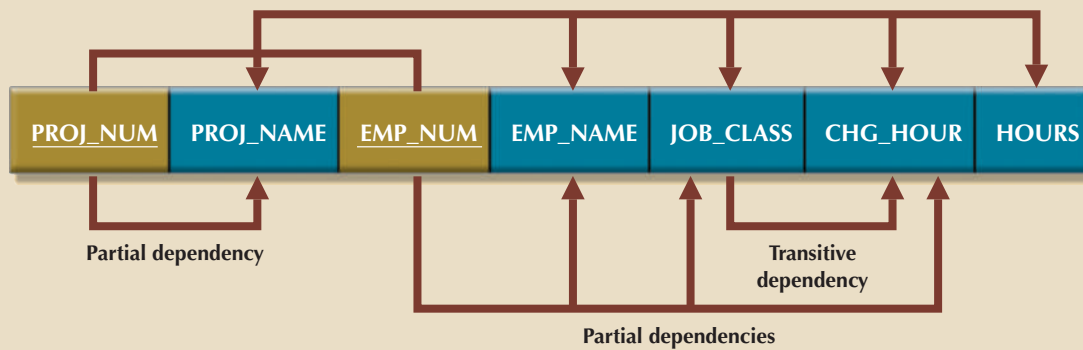 PROJ_NUM PROJ_NAME EMP_NUM EMP_NAME JOB_CLASS CHG_HOUR HOURS
Partial dependency
Transitive
dependency
Partial dependencies